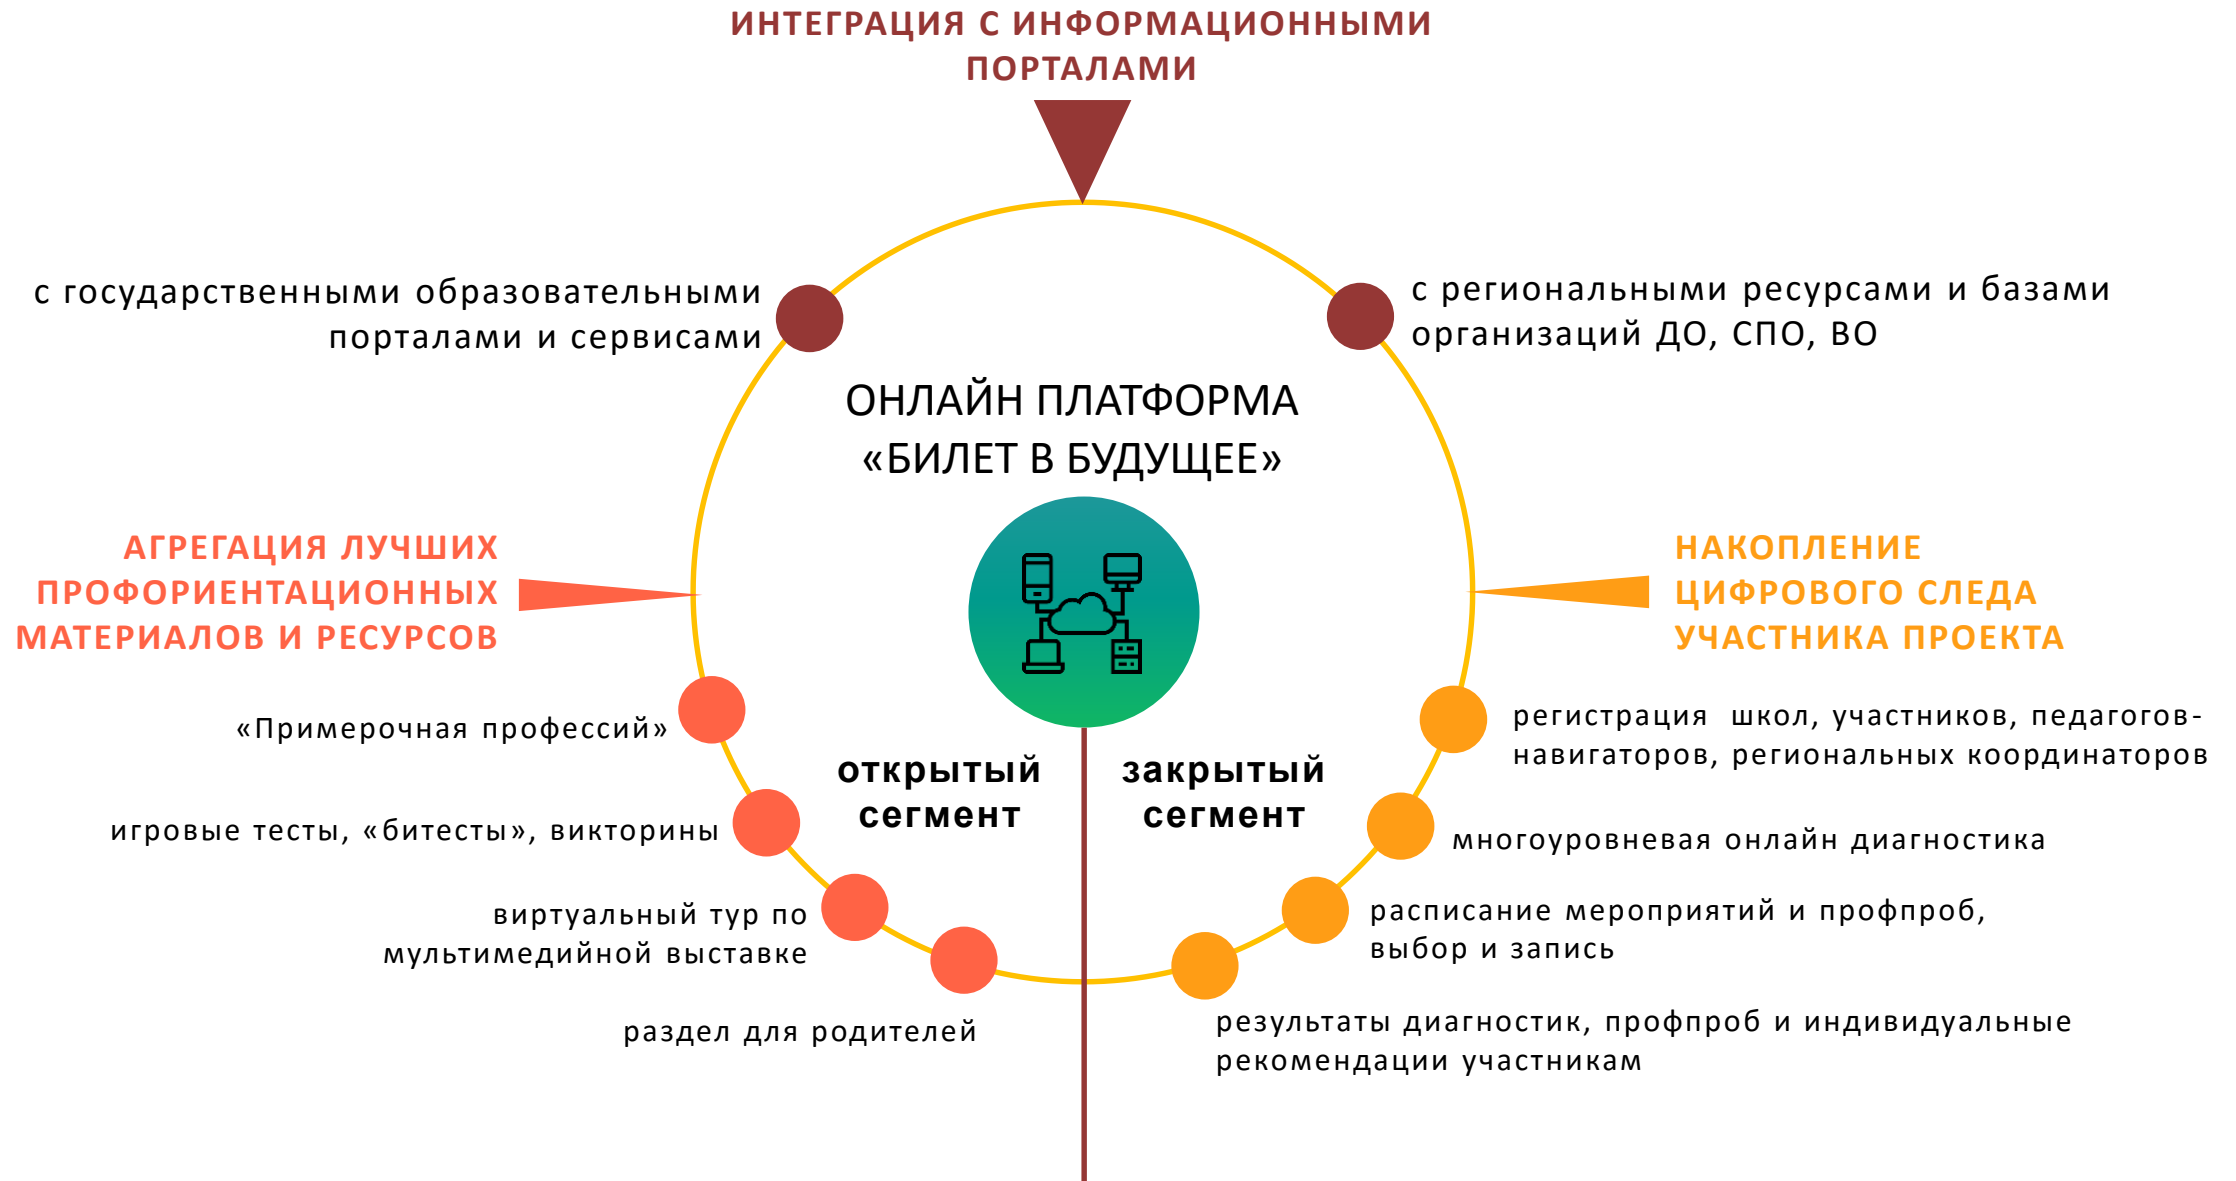 ИНТЕГРАЦИЯ С ИНФОРМАЦИОННЫМИ
ПОРТАЛАМИ
с государственными образовательными
порталами и сервисами
с региональными ресурсами и базами
организаций ДО, СПО, ВО
ОНЛАЙН ПЛАТФОРМА
«БИЛЕТ В БУДУЩЕЕ»
АГРЕГАЦИЯ ЛУЧШИХ
ПРОФОРИЕНТАЦИОННЫХ
МАТЕРИАЛОВ И РЕСУРСОВ
НАКОПЛЕНИЕ
ЦИФРОВОГО СЛЕДА
УЧАСТНИКА ПРОЕКТА
открытый
сегмент
закрытый
сегмент
«Примерочная профессий»
игровые тесты, «битесты», викторины
виртуальный тур по
мультимедийной выставке
раздел для родителей
регистрация школ, участников, педагогов-
навигаторов, региональных координаторов
многоуровневая онлайн диагностика
расписание мероприятий и профпроб,
выбор и запись
результаты диагностик, профпроб и индивидуальные
рекомендации участникам